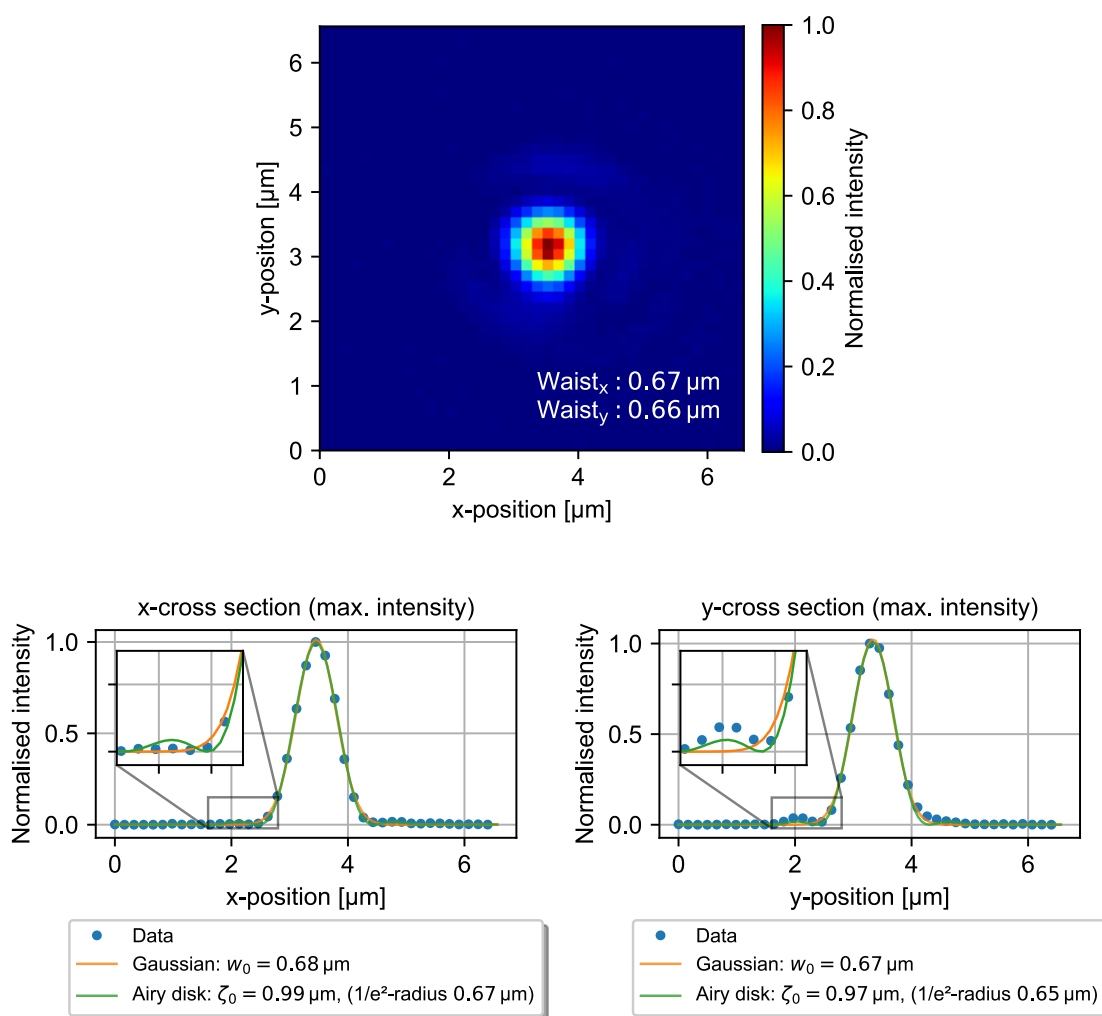 6
5
4
3
2
1
0
y-positon [µm]
0
2
4
6
x-position [µm]
Waistₓ : 0.67 µm
Waist_y : 0.66 µm
1.0
0.8
0.6
0.4
0.2
0.0
Normalised intensity
x-cross section (max. intensity)
Normalised intensity
1.0
0.5
0.0
0
2
4
6
x-position [µm]
Data
Gaussian: w₀ = 0.68 µm
Airy disk: ζ₀ = 0.99 µm, (1/e²-radius 0.67 µm)
y-cross section (max. intensity)
Normalised intensity
1.0
0.5
0.0
0
2
4
6
y-position [µm]
Data
Gaussian: w₀ = 0.67 µm
Airy disk: ζ₀ = 0.97 µm, (1/e²-radius 0.65 µm)